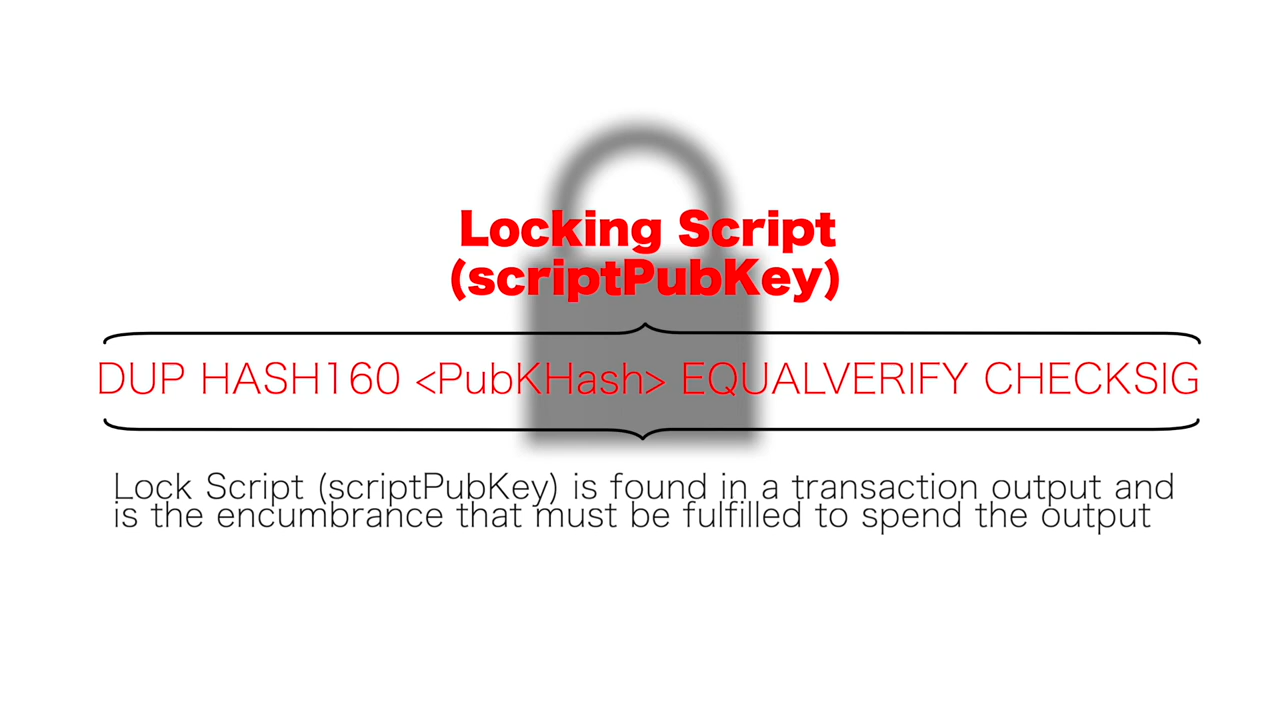 Locking Script
(scriptPubKey)
DUP HASH160 <PubKHash> EQUALVERIFY CHECKSIG
Lock Script (scriptPubKey) is found in a transaction output and
is the encumbrance that must be fulfilled to spend the output